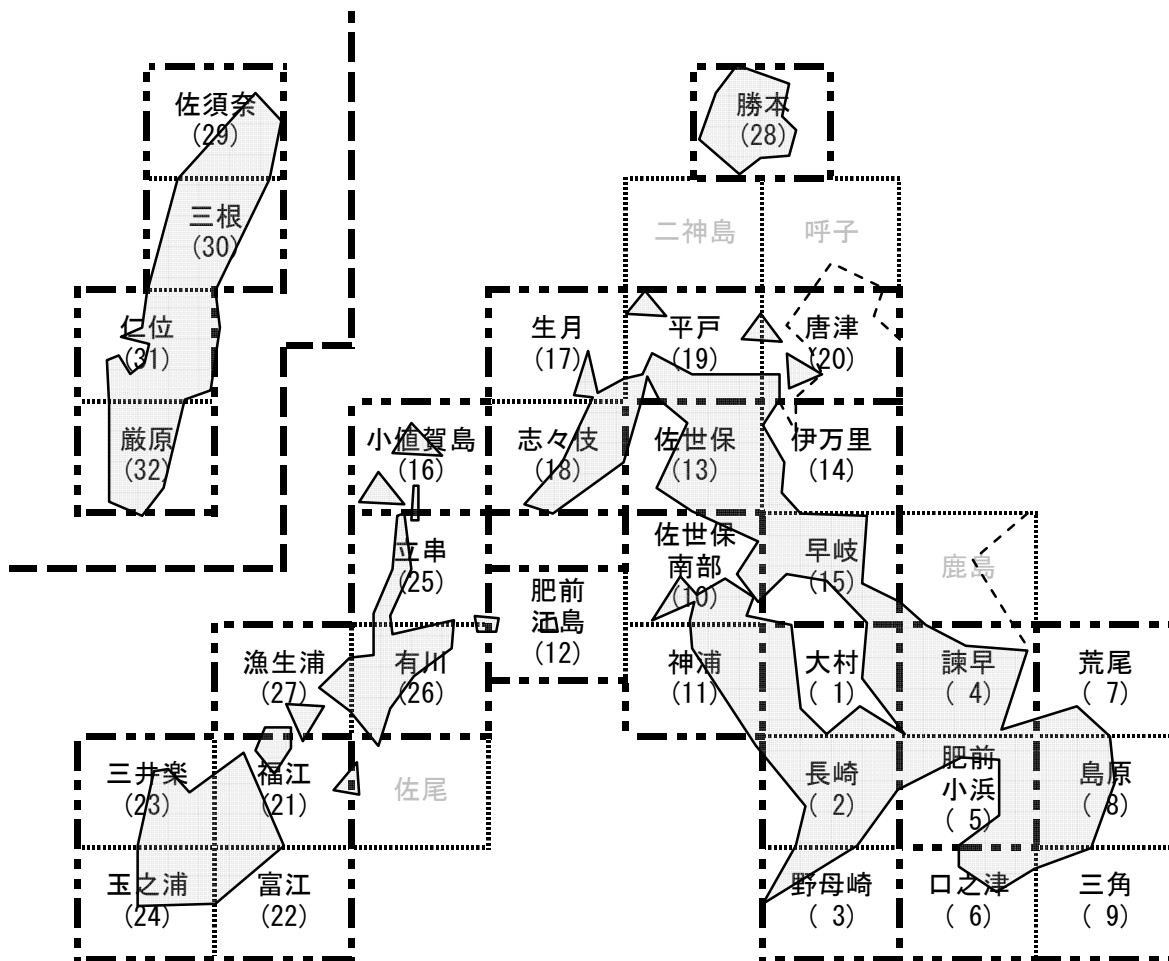 佐須奈
(29)
勝本
(28)
三根
(30)
二神島
呼子
仁位
(31)
生月
(17)
平戸
(19)
唐津
(20)
厳原
(32)
小値賀島
(16)
志々岐
(18)
佐世保
(13)
伊万里
(14)
立串
(25)
肥前
江島
(12)
佐世保
南部
(10)
早岐
(15)
鹿島
漁生浦
(27)
有川
(26)
神浦
(11)
大村
( 1)
諫早
( 4)
荒尾
( 7)
三井楽
(23)
福江
(21)
佐尾
長崎
( 2)
肥前
小浜
( 5)
島原
( 8)
玉之浦
(24)
富江
(22)
野母崎
( 3)
口之津
( 6)
三角
( 9)